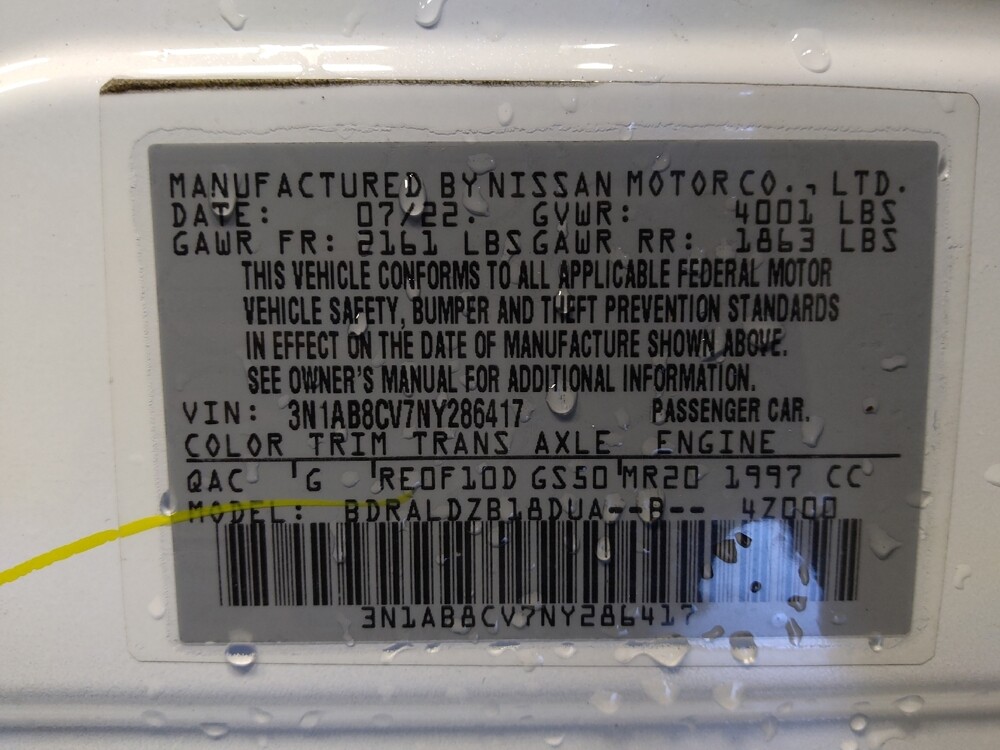 MANUFACTURED BY NISSAN MOTOR CO., LTD.
DATE: 07/22. GVWR: 4001 LBS
GAWR FR: 2161 LBS GAWR RR: 1863 LBS
THIS VEHICLE CONFORMS TO ALL APPLICABLE FEDERAL MOTOR
VEHICLE SAFETY, BUMPER AND THEFT PREVENTION STANDARDS
IN EFFECT ON THE DATE OF MANUFACTURE SHOWN ABOVE.
SEE OWNER'S MANUAL FOR ADDITIONAL INFORMATION.
VIN: 3N1AB8CV7NY286417 PASSENGER CAR.
COLOR TRIM TRANS AXLE ENGINE
QAC G RE0F10D GS50 MR20 1997 CC
MODEL: BDRALDZB18DUA--B-- 4Z000
3N1AB8CV7NY286417